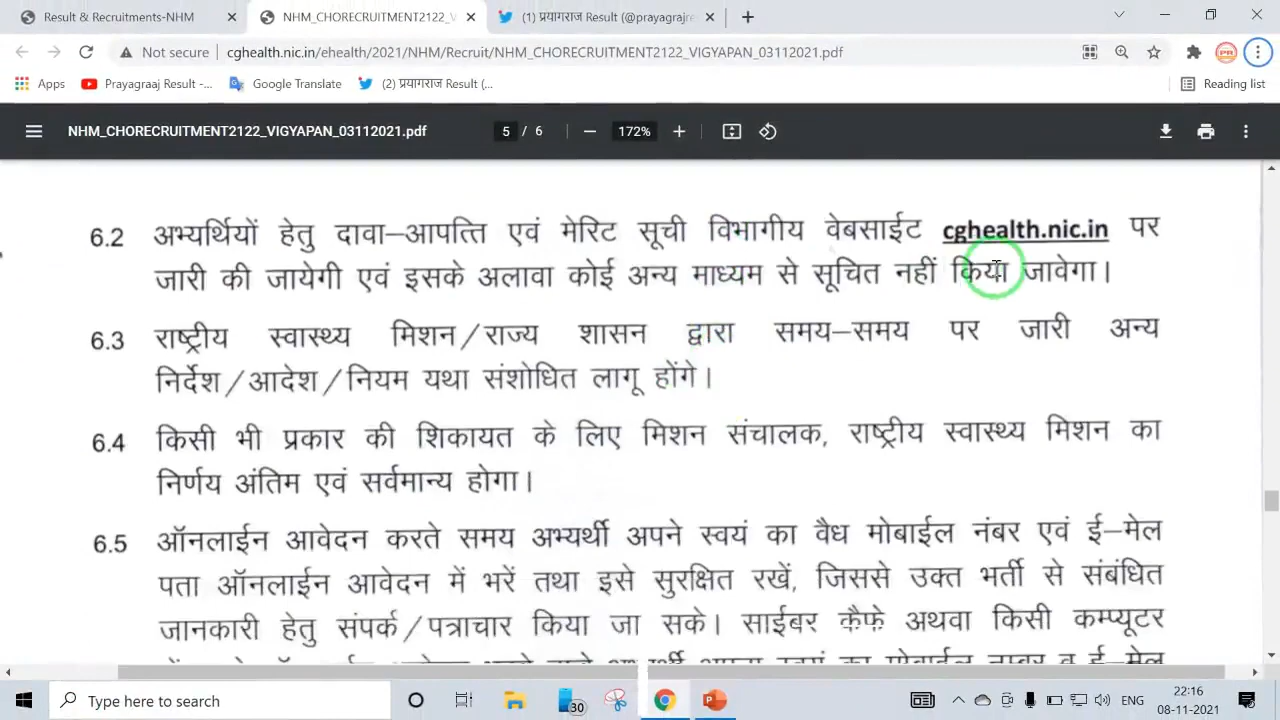 Result & Recruitments-NHM
NHM_CHORECRUITMENT2122_V
(1) प्रयागराज Result (@prayagrajre
Not secure
cghealth.nic.in/ehealth/2021/NHM/Recruit/NHM_CHORECRUITMENT2122_VIGYAPAN_03112021.pdf
Apps
Prayagraaj Result -...
Google Translate
(2) प्रयागराज Result (...
Reading list
NHM_CHORECRUITMENT2122_VIGYAPAN_03112021.pdf
5 / 6
172%
6.2 अभ्यर्थियों हेतु दावा–आपत्ति एवं मेरिट सूची विभागीय वेबसाईट cghealth.nic.in पर
जारी की जायेगी एवं इसके अलावा कोई अन्य माध्यम से सूचित नहीं किया जावेगा।
6.3 राष्ट्रीय स्वास्थ्य मिशन/राज्य शासन द्वारा समय–समय पर जारी अन्य
निर्देश/आदेश/नियम यथा संशोधित लागू होंगे।
6.4 किसी भी प्रकार की शिकायत के लिए मिशन संचालक, राष्ट्रीय स्वास्थ्य मिशन का
निर्णय अंतिम एवं सर्वमान्य होगा।
6.5 ऑनलाईन आवेदन करते समय अभ्यर्थी अपने स्वयं का वैध मोबाईल नंबर एवं ई–मेल
पता ऑनलाईन आवेदन में भरें तथा इसे सुरक्षित रखें, जिससे उक्त भर्ती से संबंधित
जानकारी हेतु संपर्क/पत्राचार किया जा सके। साईबर कैफे अथवा किसी कम्प्यूटर
Type here to search
30
ENG
22:16
08-11-2021